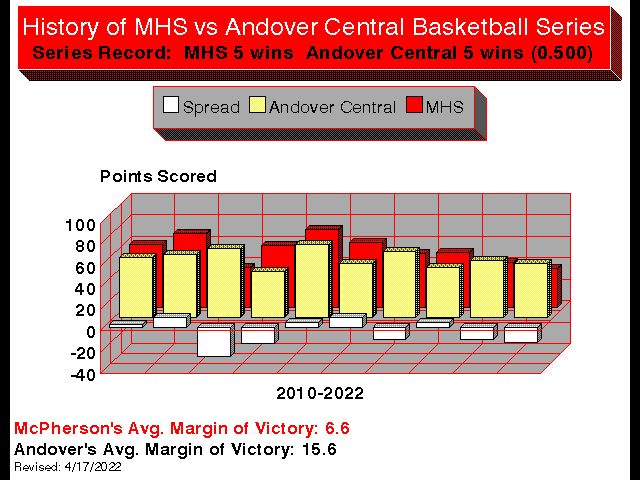 History of MHS vs Andover Central Basketball Series
Series Record: MHS 5 wins Andover Central 5 wins (0.500)
Spread Andover Central MHS
Points Scored
100
80
60
40
20
0
-20
-40
2010-2022
McPherson's Avg. Margin of Victory: 6.6
Andover's Avg. Margin of Victory: 15.6
Revised: 4/17/2022